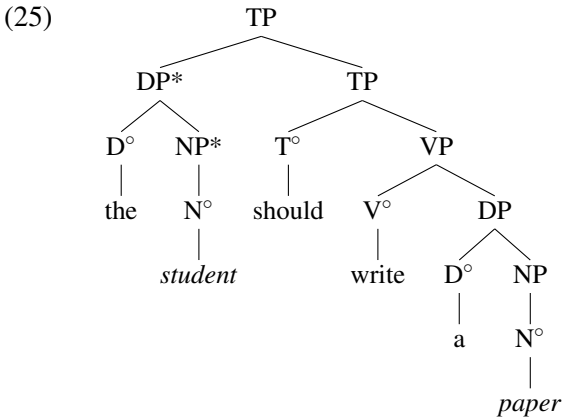 (25) TP
DP* TP
D° NP* T° VP
the N° should V° DP
student write D° NP
a N°
paper